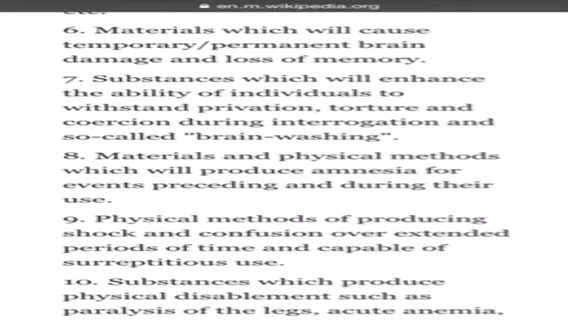 en.m.wikipedia.org
etc.
6. Materials which will cause
temporary/permanent brain
damage and loss of memory.
7. Substances which will enhance
the ability of individuals to
withstand privation, torture and
coercion during interrogation and
so-called "brain-washing".
8. Materials and physical methods
which will produce amnesia for
events preceding and during their
use.
9. Physical methods of producing
shock and confusion over extended
periods of time and capable of
surreptitious use.
10. Substances which produce
physical disablement such as
paralysis of the legs, acute anemia,